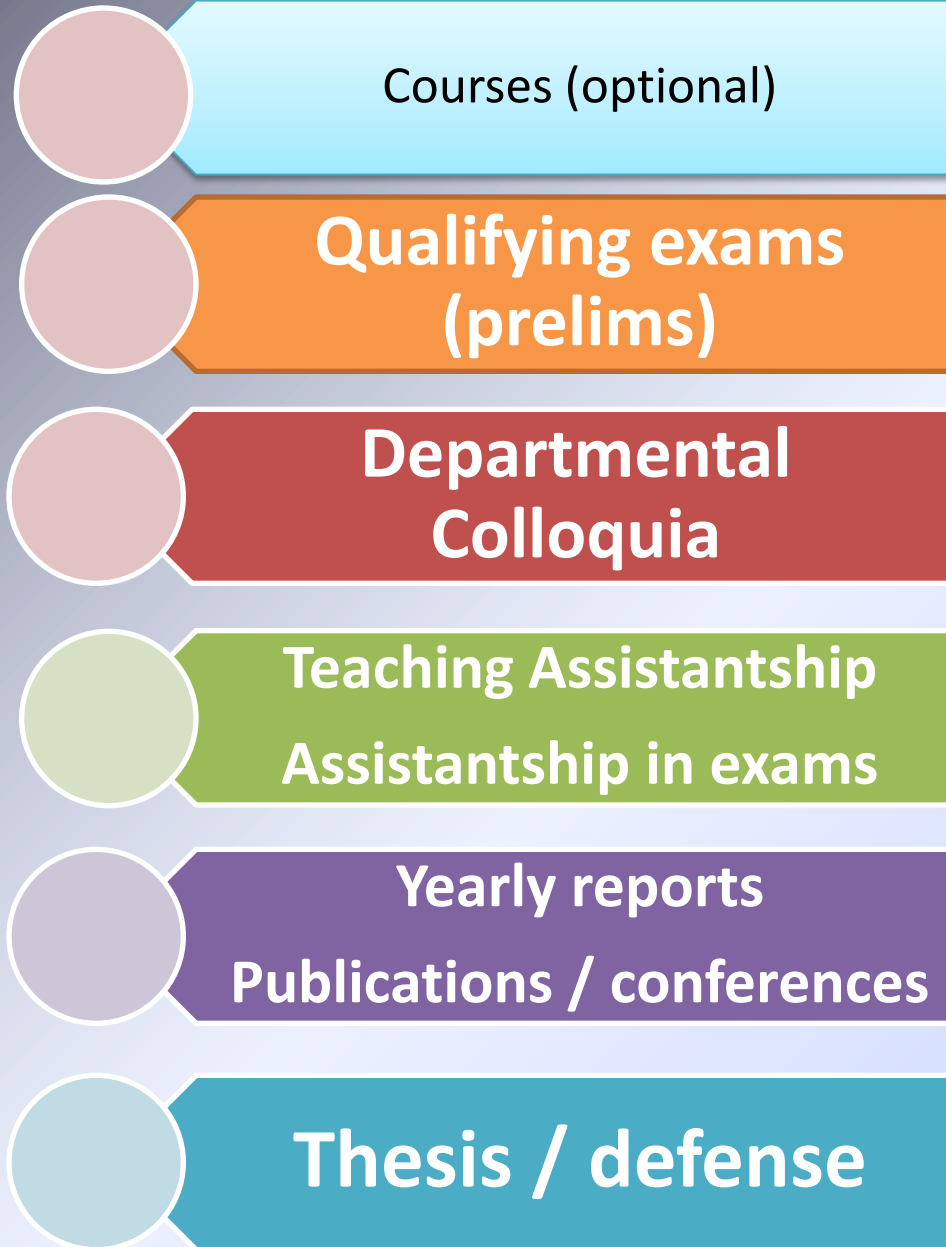 Courses (optional)
Qualifying exams
(prelims)
Departmental
Colloquia
Teaching Assistantship
Assistantship in exams
Yearly reports
Publications / conferences
Thesis / defense